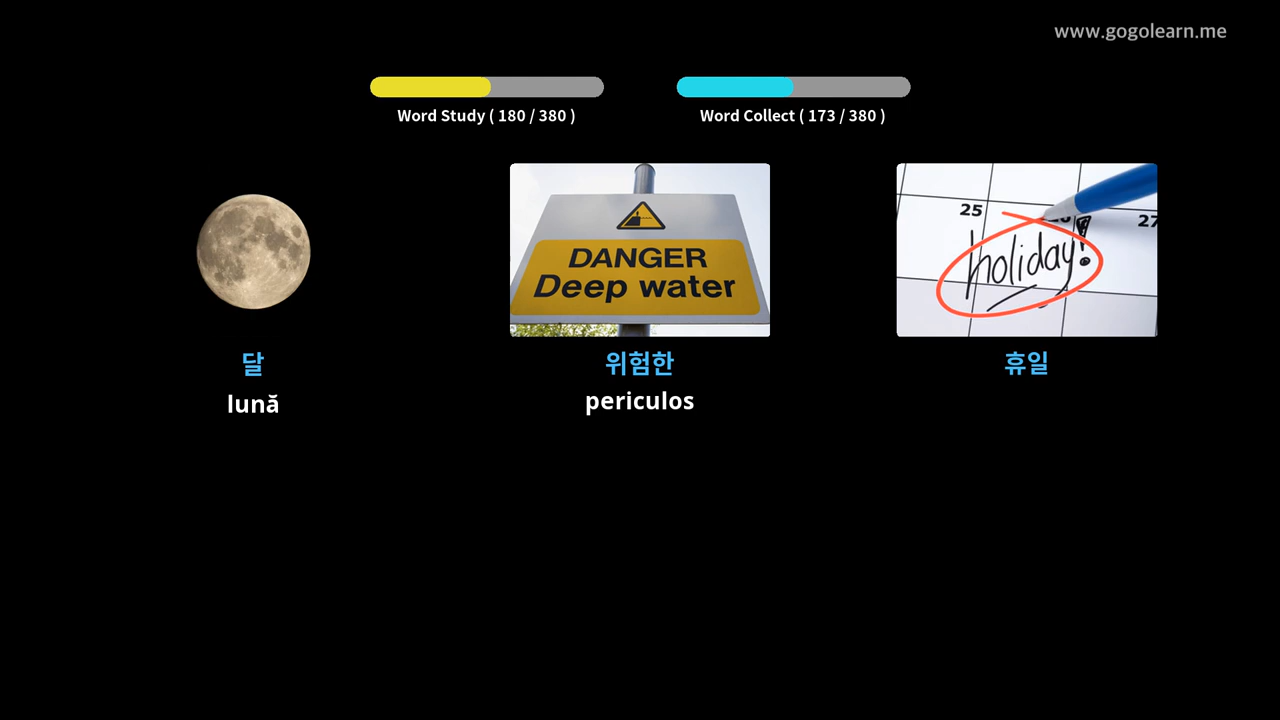 www.gogolearn.me
Word Study ( 180 / 380 )
Word Collect ( 173 / 380 )
DANGER
Deep water
25
27
holiday!
달
위험한
휴일
lună
periculos